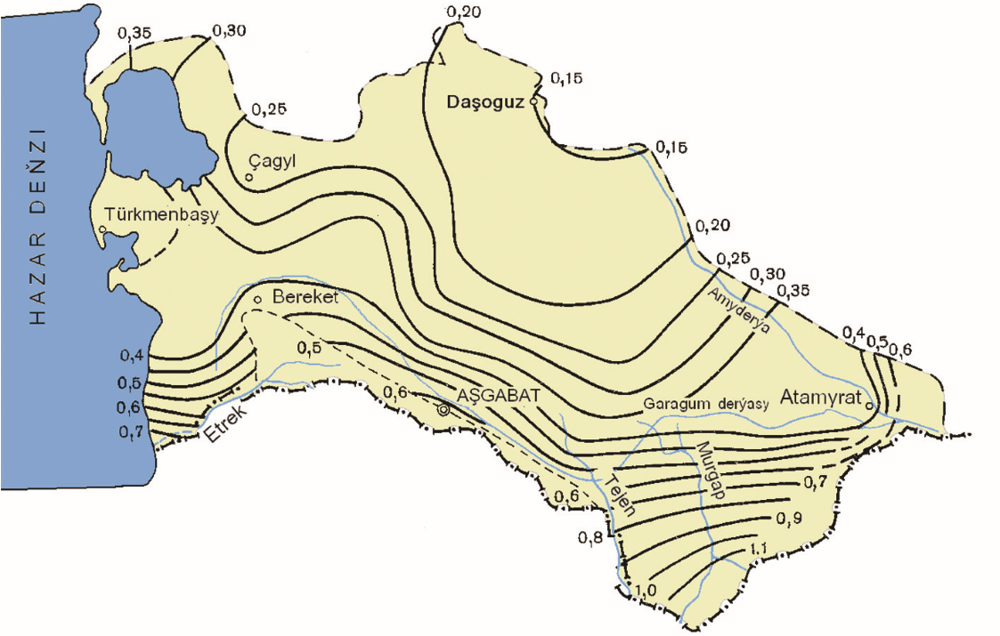 0,20
0,35
0,30
0,15
Daşoguz
0,25
0,15
HAZAR DEŇZI
Çagyl
Türkmenbaşy
0,20
0,25
0,30
0,35
Amyderýa
Bereket
0,4
0,5
0,6
0,4
0,5
0,5
0,6
0,7
0,6
AŞGABAT
Garagum derýasy
Atamyrat
Etrek
Murgap
Tejen
0,6
0,7
0,8
0,9
1,1
1,0